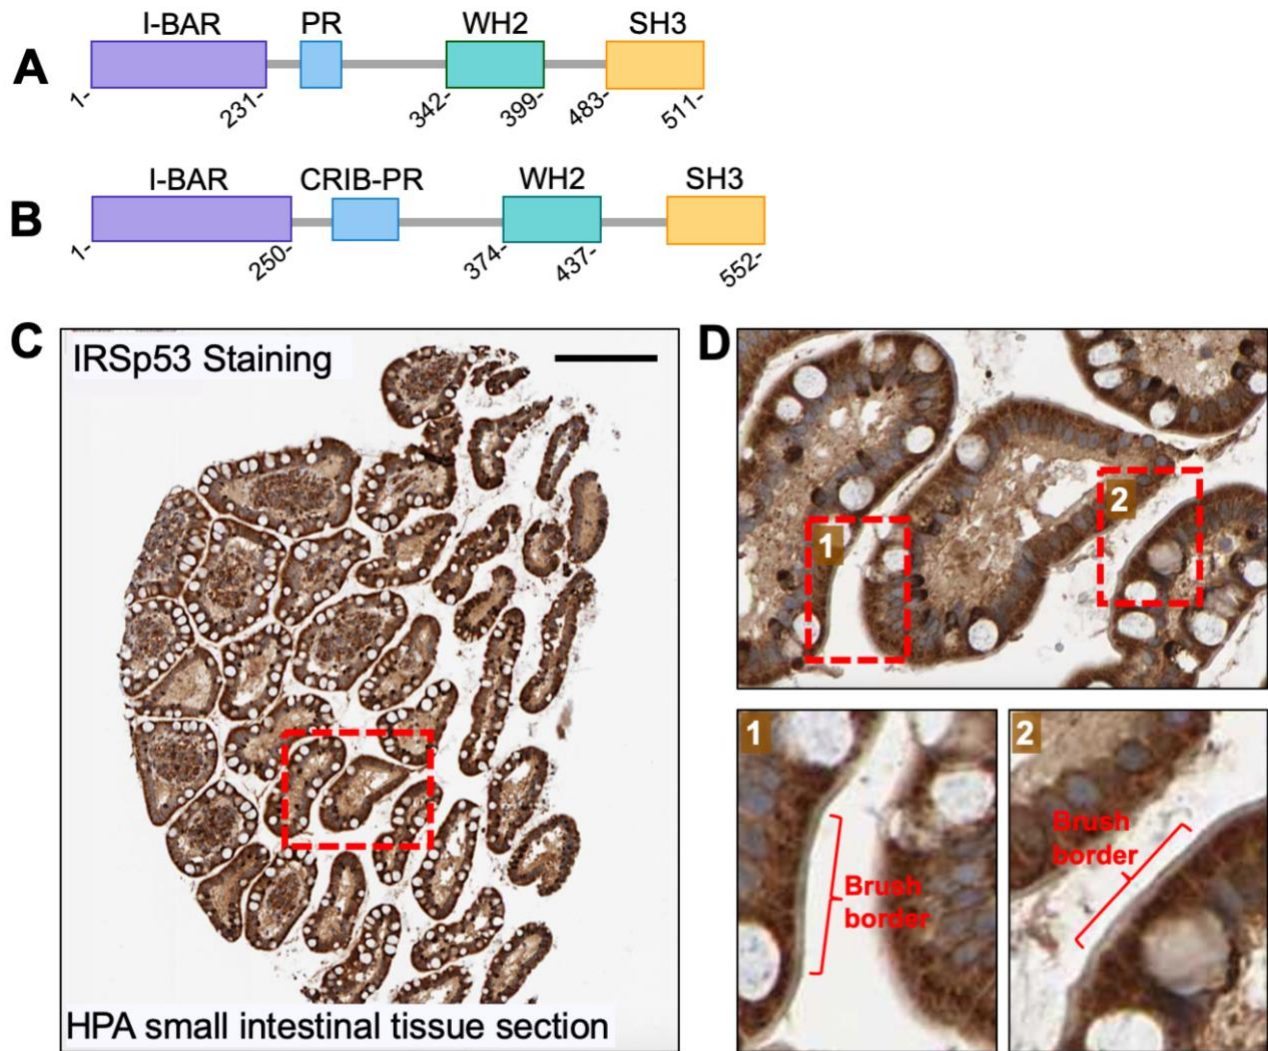 A
I-BAR PR WH2 SH3
1- 231- 342- 399- 483- 511-
B
I-BAR CRIB-PR WH2 SH3
1- 250- 374- 437- 552-
C
IRSp53 Staining
HPA small intestinal tissue section
D
1
2
1
Brush
border
2
Brush
border